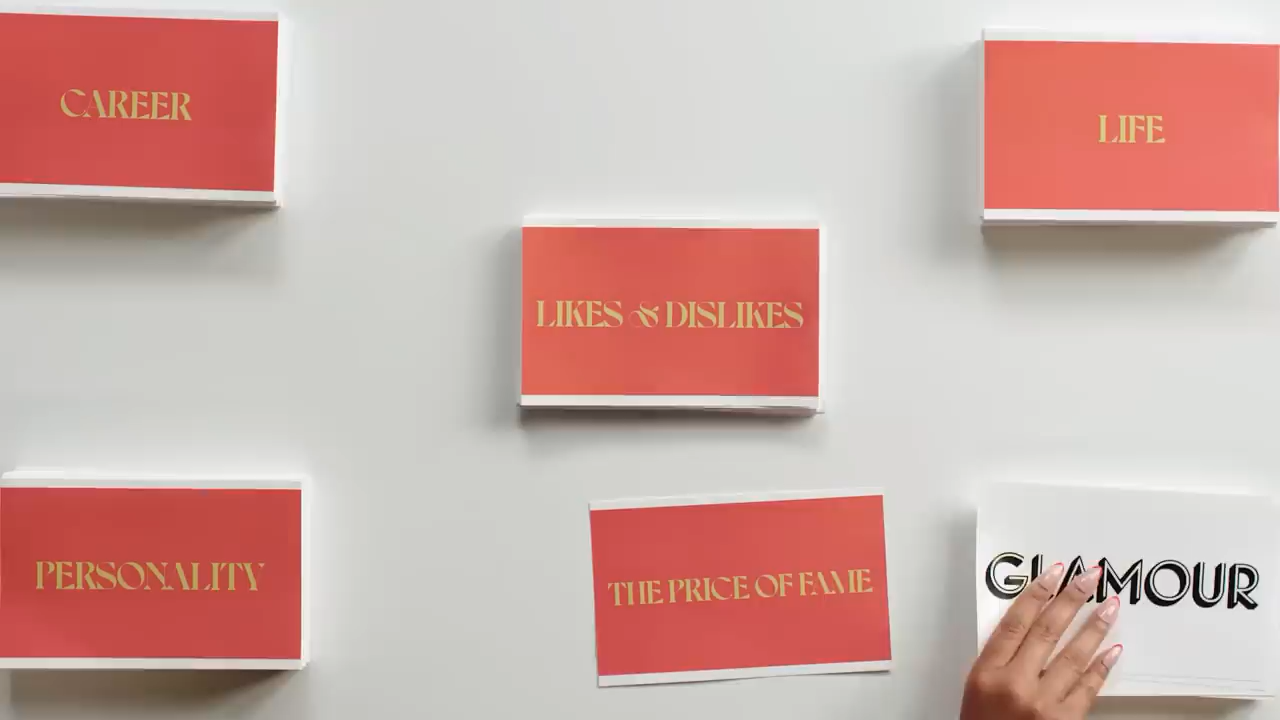 CAREER
LIFE
LIKES & DISLIKES
PERSONALITY
THE PRICE OF FAME
GLAMOUR